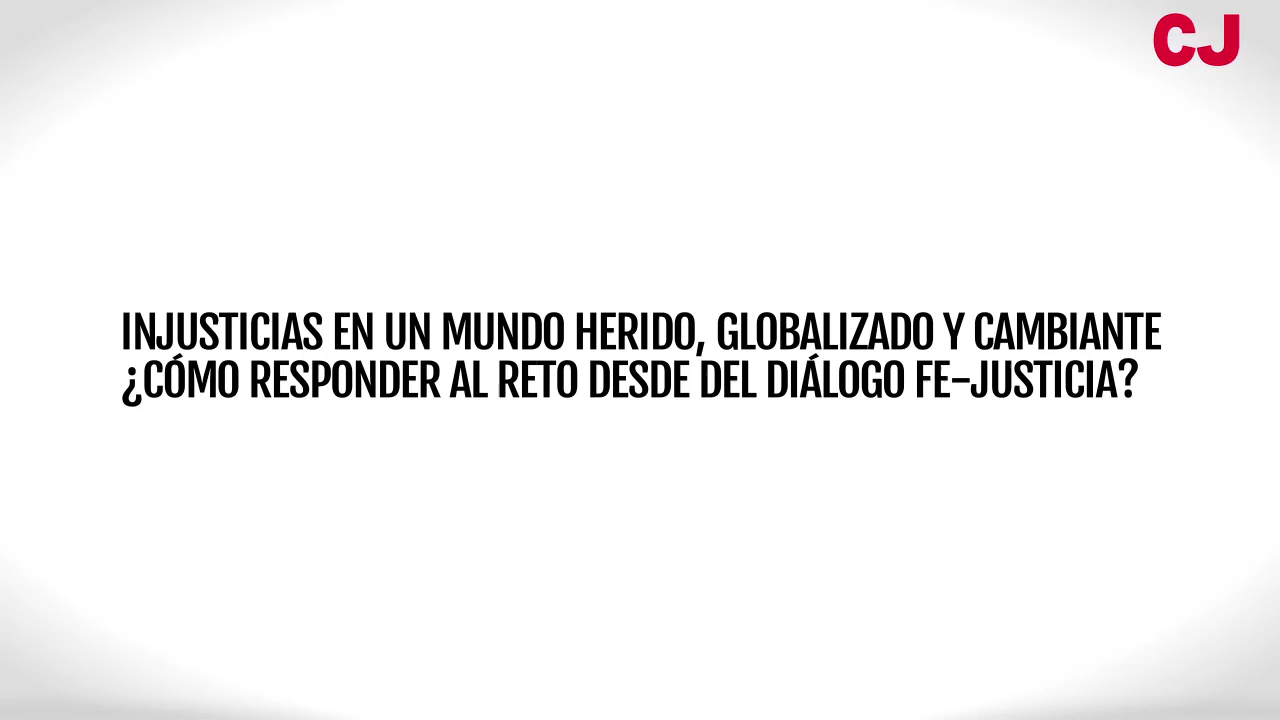 CJ
INJUSTICIAS EN UN MUNDO HERIDO, GLOBALIZADO Y CAMBIANTE
¿CÓMO RESPONDER AL RETO DESDE DEL DIÁLOGO FE-JUSTICIA?